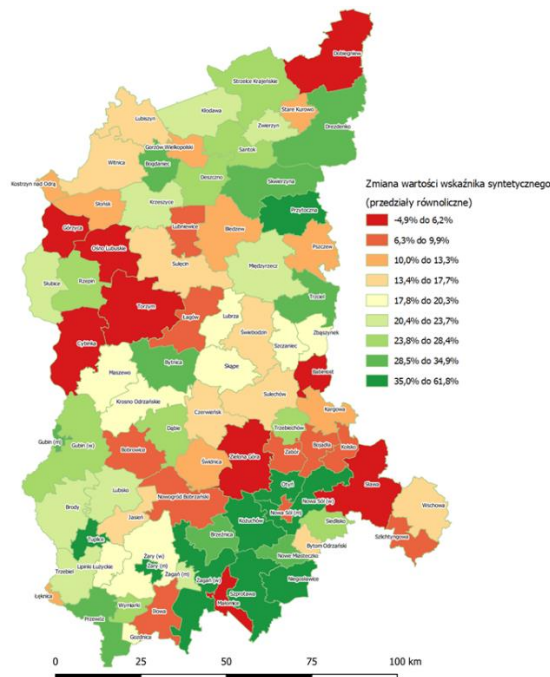 Dobiegniew
Strzelce Krajeńskie
Stare Kurowo
Kłodawa
Lubiszyn
Zwierzyn
Drezdenko
Gorzów Wielkopolski
Santok
Witnica
Bogdaniec
Deszczno
Skwierzyna
Kostrzyn nad Odrą
Krzeszyce
Przytoczna
Słońsk
Lubniewice
Górzyca
Bledzew
Pszczew
Ośno Lubuskie
Sulęcin
Międzyrzecz
Słubice
Rzepin
Trzciel
Torzym
Łagów
Lubrza
Zbąszynek
Cybinka
Świebodzin
Szczaniec
Maszewo
Bytnica
Skąpe
Babimost
Krosno Odrzańskie
Sulechów
Czerwieńsk
Kargowa
Gubin (m)
Dąbie
Trzebiechów
Gubin (w)
Bobrowice
Zielona Góra
Bojadła
Świdnica
Zabór
Kolsko
Lubsko
Nowogród Bobrzański
Sława
Brody
Otyń
Nowa Sól (w)
Wschowa
Jasień
Nowa Sól (m)
Kożuchów
Siedlisko
Szlichtyngowa
Tuplice
Brzeźnica
Bytom Odrzański
Żary (w)
Nowe Miasteczko
Trzebiel
Lipinki Łużyckie
Żary (m)
Żagań (m)
Żagań (w)
Niegosławice
Szprotawa
Łęknica
Wymiarki
Iłowa
Małomice
Przewóz
Gozdnica
Zmiana wartości wskaźnika syntetycznego
(przedziały równoliczne)
-4,9% do 6,2%
6,3% do 9,9%
10,0% do 13,3%
13,4% do 17,7%
17,8% do 20,3%
20,4% do 23,7%
23,8% do 28,4%
28,5% do 34,9%
35,0% do 61,8%
0 25 50 75 100 km